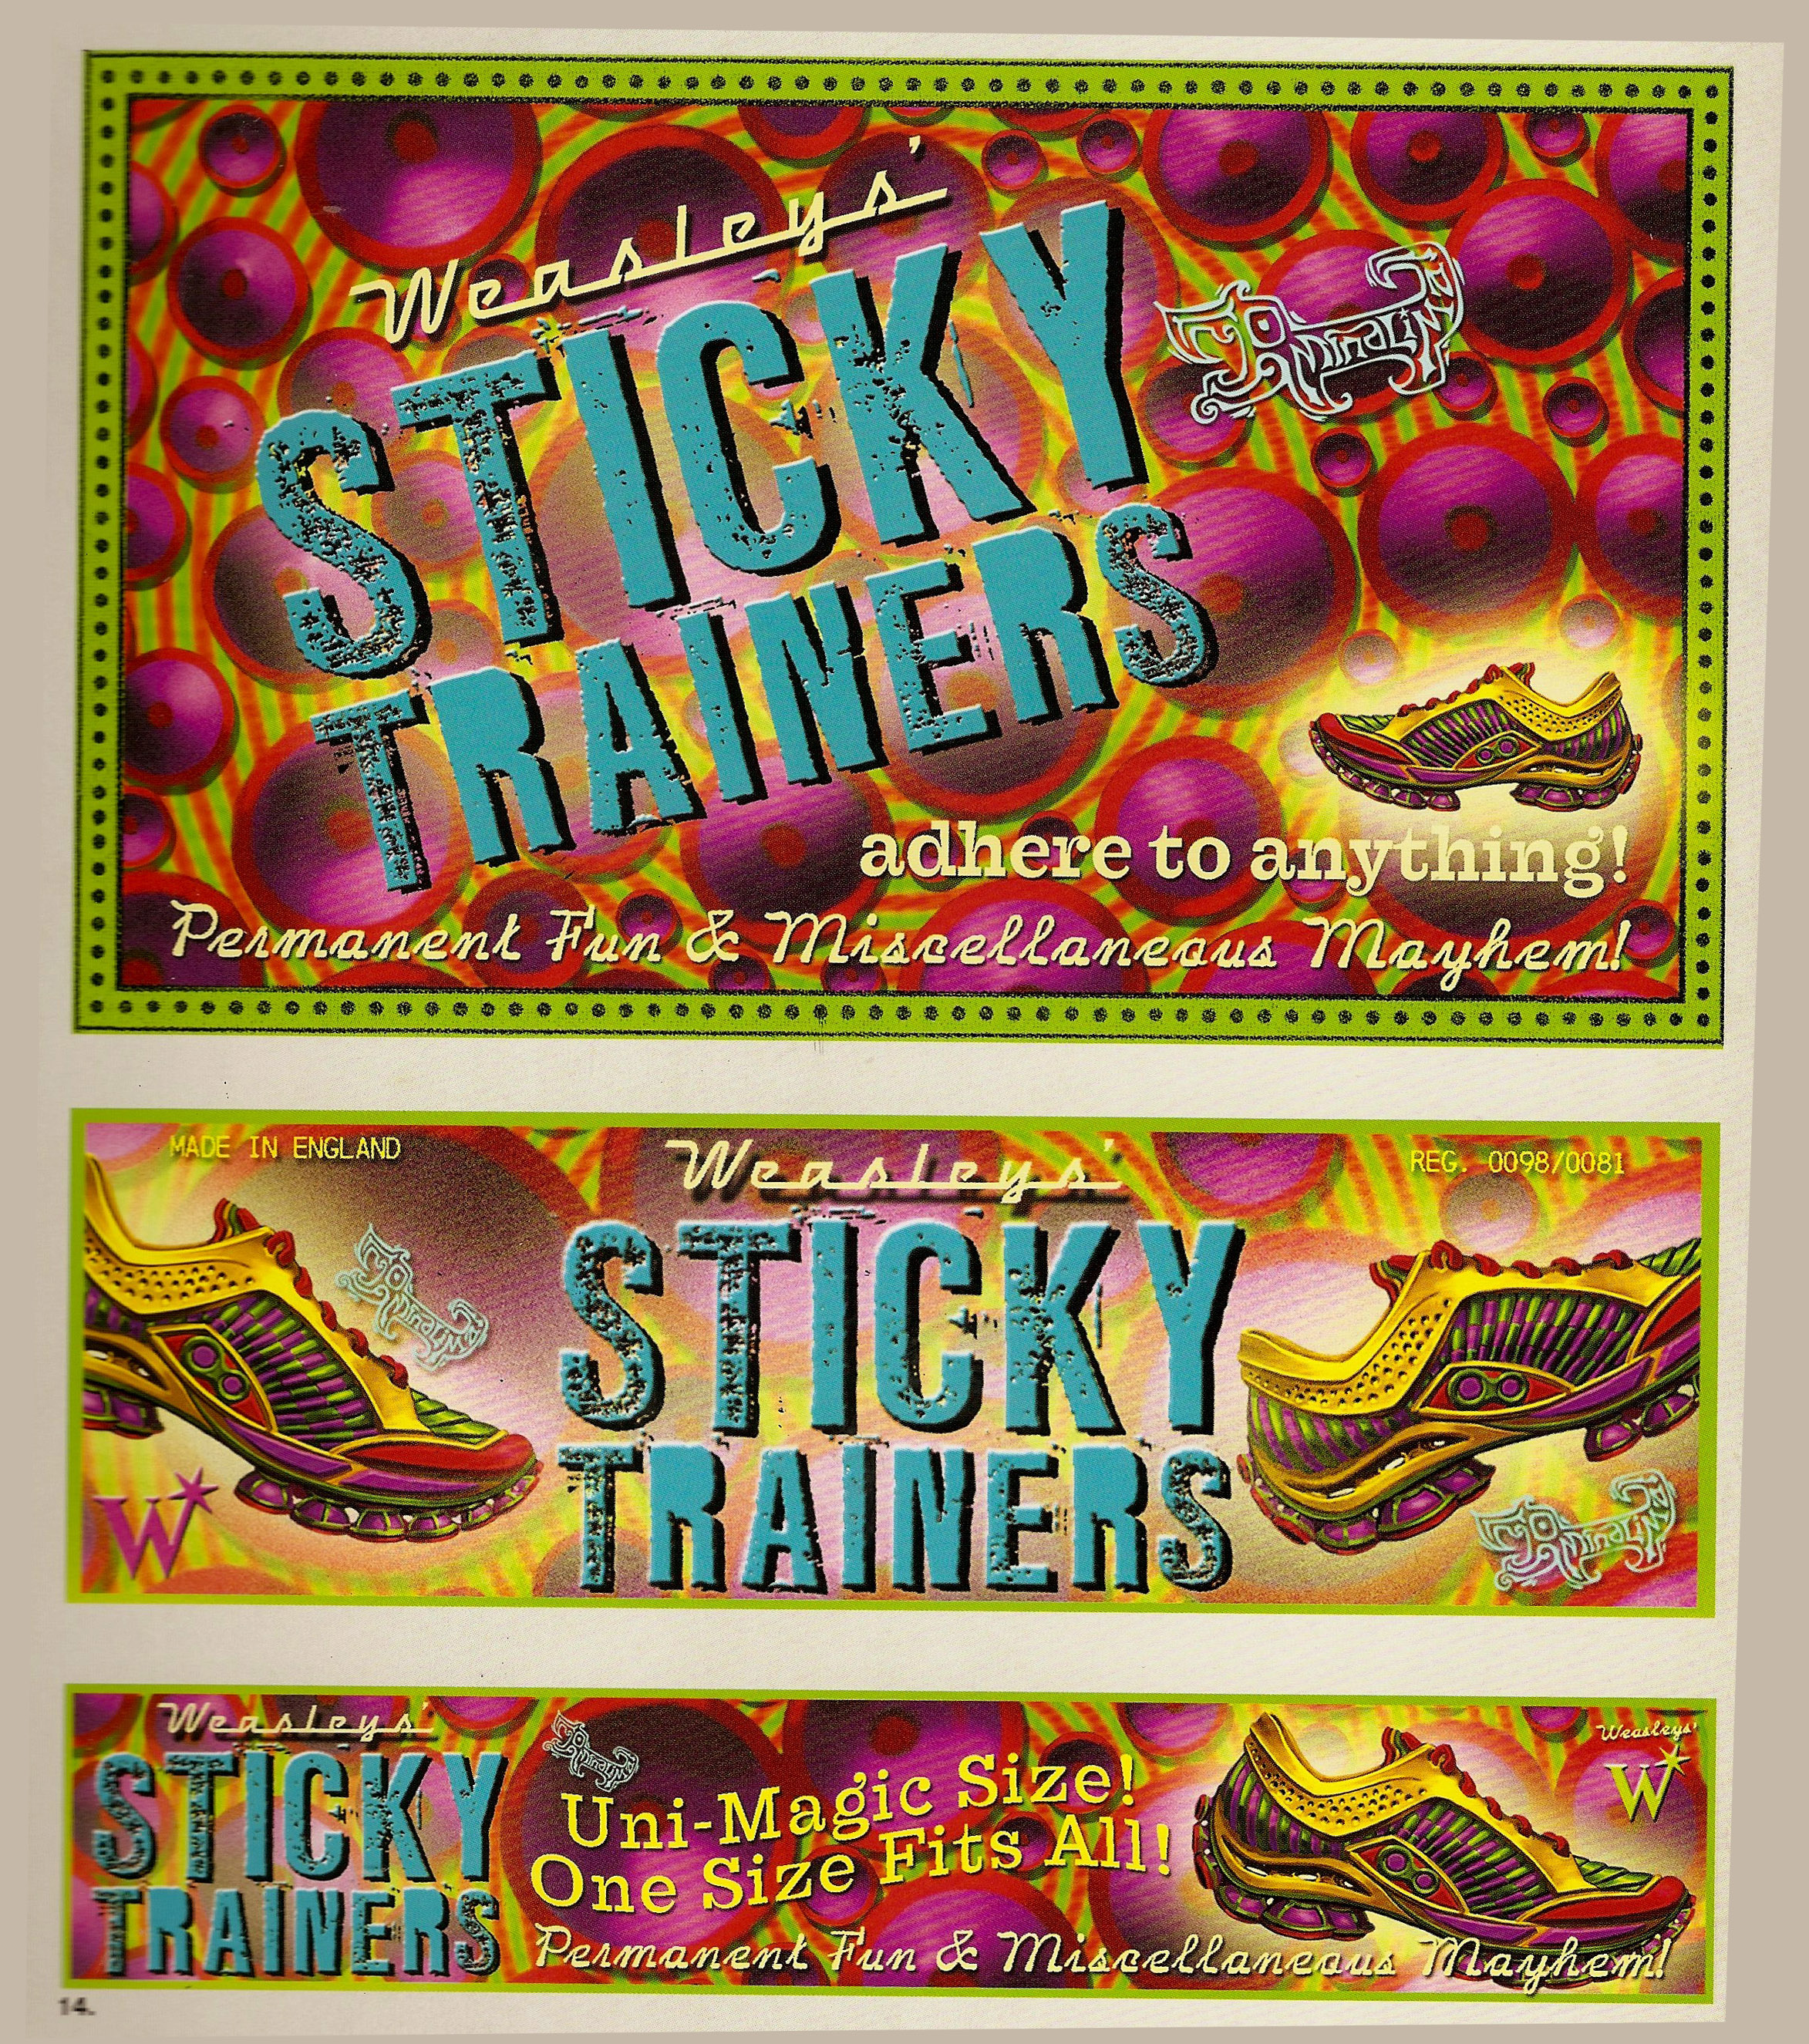 Weasleys'
STICKY
TRAINERS
adhere to anything!
Permanent Fun & Miscellaneous Mayhem!
MADE IN ENGLAND
Weasleys'
REG. 0098/0081
STICKY
TRAINERS
W
Weasleys'
STICKY
TRAINERS
Uni-Magic Size!
One Size Fits All!
Permanent Fun & Miscellaneous Mayhem!
Weasleys'
W
14.